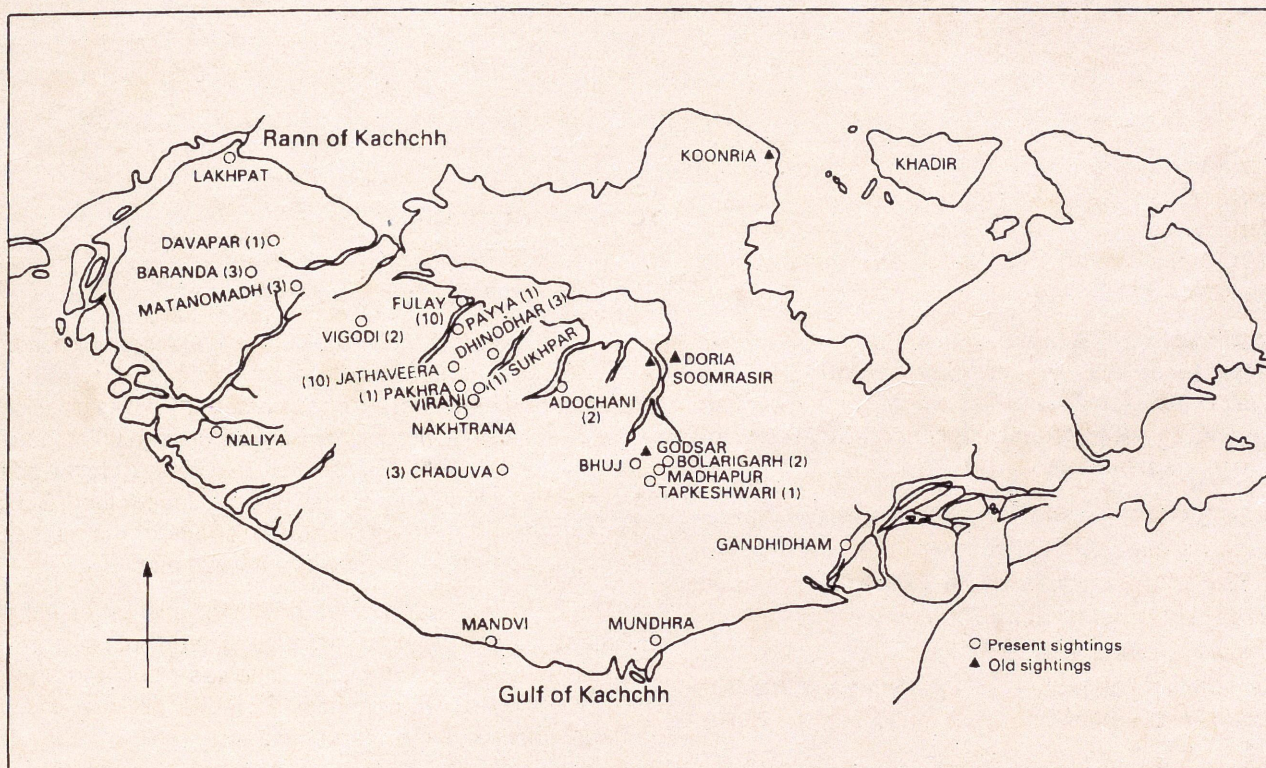 Rann of Kachchh
LAKHPAT
KOONRIA
KHADIR
DAVAPAR (1)
BARANDA (3)
MATANOMADH (3)
FULAY
(10)
PAYYA (1)
DHINODHAR (3)
VIGODI (2)
(1) SUKHPAR
DORIA
SOOMRASIR
(10) JATHAVEERA
(1) PAKHRA
VIRANI
NAKHTRANA
ADOCHANI
(2)
NALIYA
GODSAR
BHUJ
BOLARIGARH (2)
(3) CHADUVA
MADHAPUR
TAPKESHWARI (1)
GANDHIDHAM
MANDVI
MUNDHRA
Present sightings
Old sightings
Gulf of Kachchh